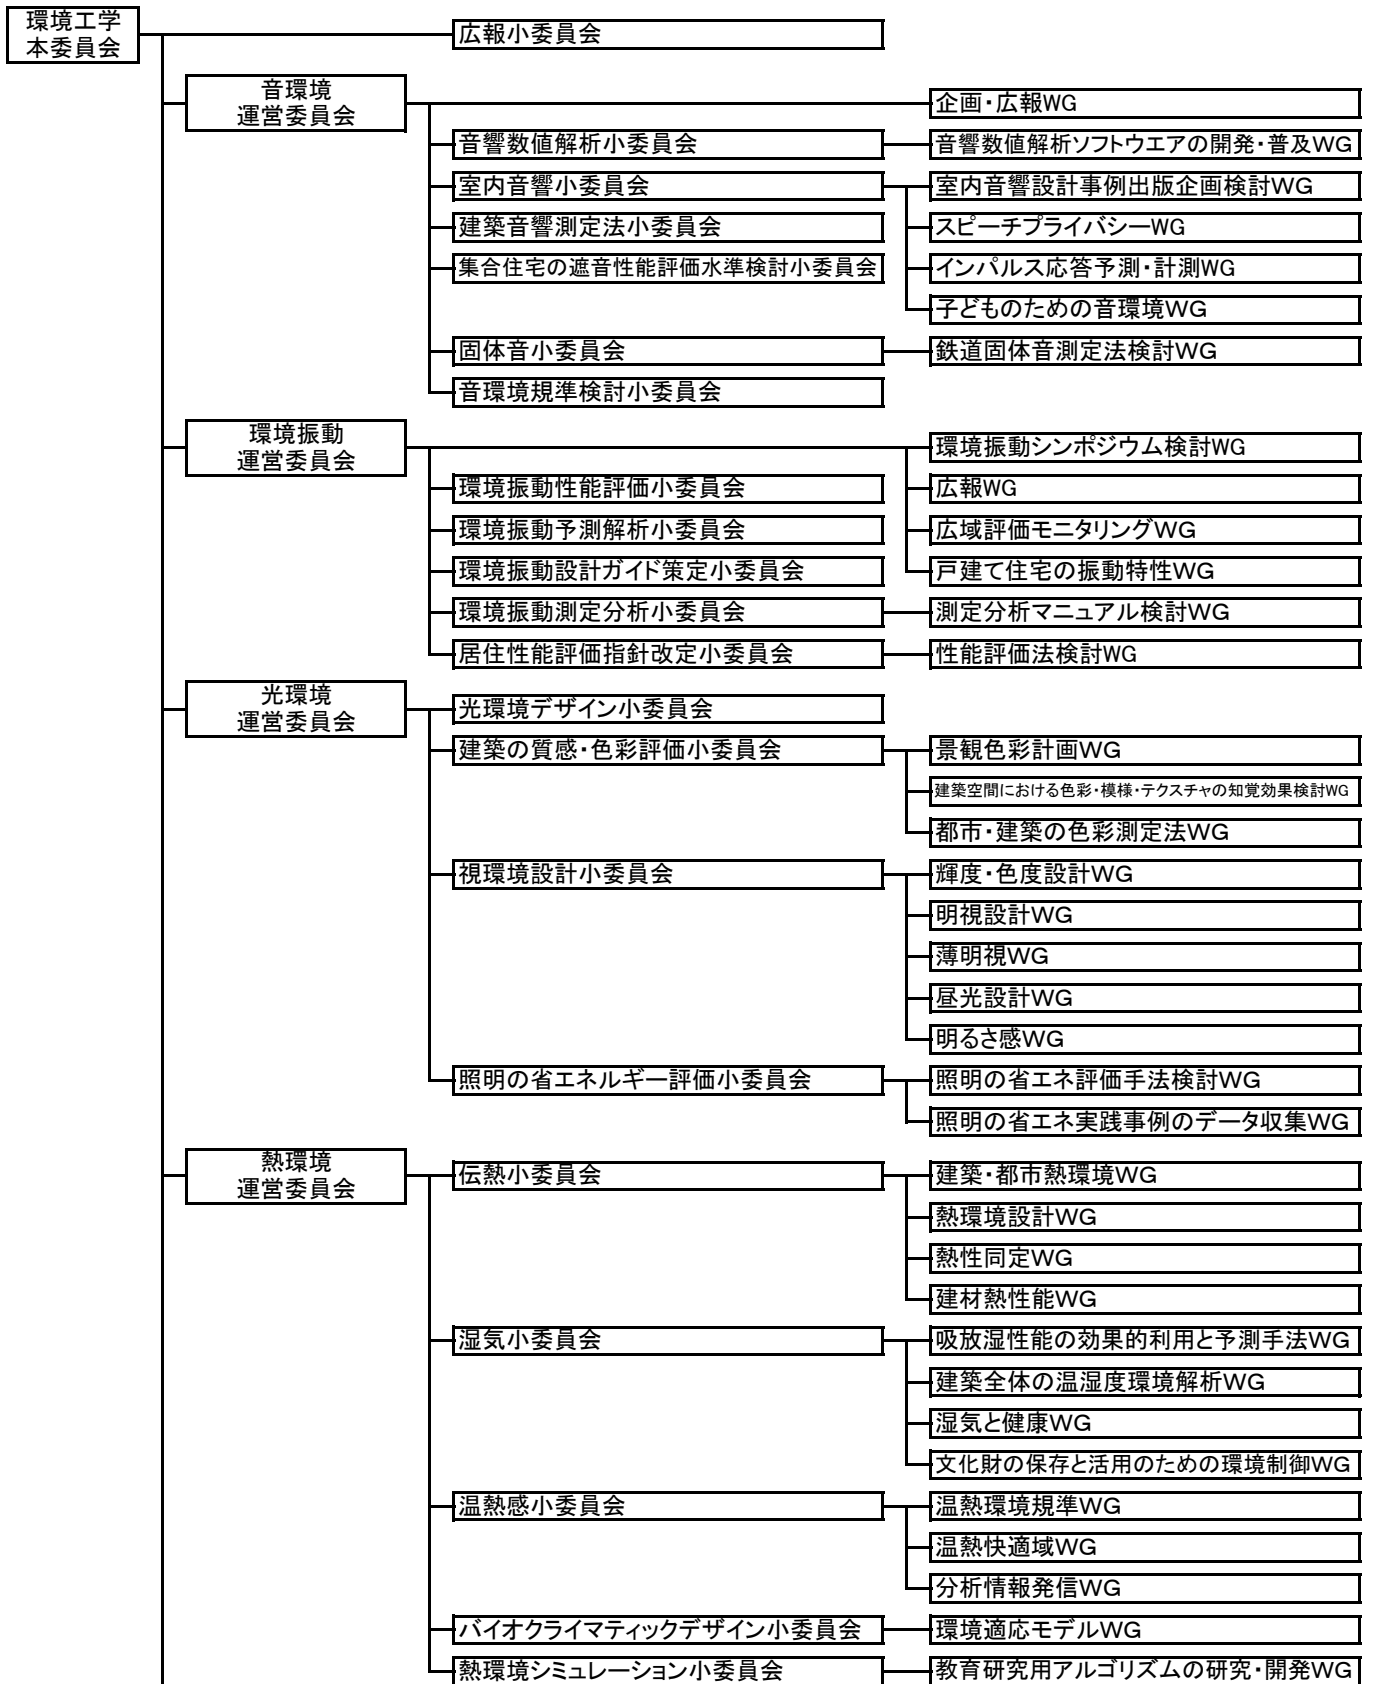 環境工学
本委員会
広報小委員会
音環境
運営委員会
企画・広報WG
音響数値解析小委員会
音響数値解析ソフトウエアの開発・普及WG
室内音響小委員会
室内音響設計事例出版企画検討WG
建築音響測定法小委員会
スピーチプライバシーWG
集合住宅の遮音性能評価水準検討小委員会
インパルス応答予測・計測WG
子どものための音環境WG
固体音小委員会
鉄道固体音測定法検討WG
音環境規準検討小委員会
環境振動
運営委員会
環境振動シンポジウム検討WG
環境振動性能評価小委員会
広報WG
環境振動予測解析小委員会
広域評価モニタリングWG
環境振動設計ガイド策定小委員会
戸建て住宅の振動特性WG
環境振動測定分析小委員会
測定分析マニュアル検討WG
居住性能評価指針改定小委員会
性能評価法検討WG
光環境
運営委員会
光環境デザイン小委員会
建築の質感・色彩評価小委員会
景観色彩計画WG
建築空間における色彩・模様・テクスチャの知覚効果検討WG
都市・建築の色彩測定法WG
視環境設計小委員会
輝度・色度設計WG
明視設計WG
薄明視WG
昼光設計WG
明るさ感WG
照明の省エネルギー評価小委員会
照明の省エネ評価手法検討WG
照明の省エネ実践事例のデータ収集WG
熱環境
運営委員会
伝熱小委員会
建築・都市熱環境WG
熱環境設計WG
熱性同定WG
建材熱性能WG
湿気小委員会
吸放湿性能の効果的利用と予測手法WG
建築全体の温湿度環境解析WG
湿気と健康WG
文化財の保存と活用のための環境制御WG
温熱感小委員会
温熱環境規準WG
温熱快適域WG
分析情報発信WG
バイオクライマティックデザイン小委員会
環境適応モデルWG
熱環境シミュレーション小委員会
教育研究用アルゴリズムの研究・開発WG